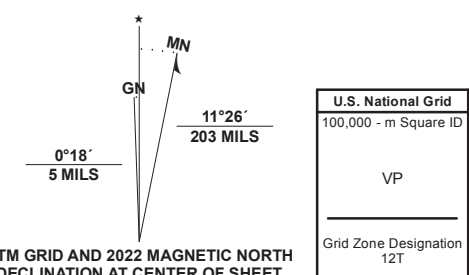 ★
MN
GN
11°26´
203 MILS
0°18´
5 MILS
TM GRID AND 2022 MAGNETIC NORTH
DECLINATION AT CENTER OF SHEET
U.S. National Grid
100,000 - m Square ID
VP
Grid Zone Designation
12T